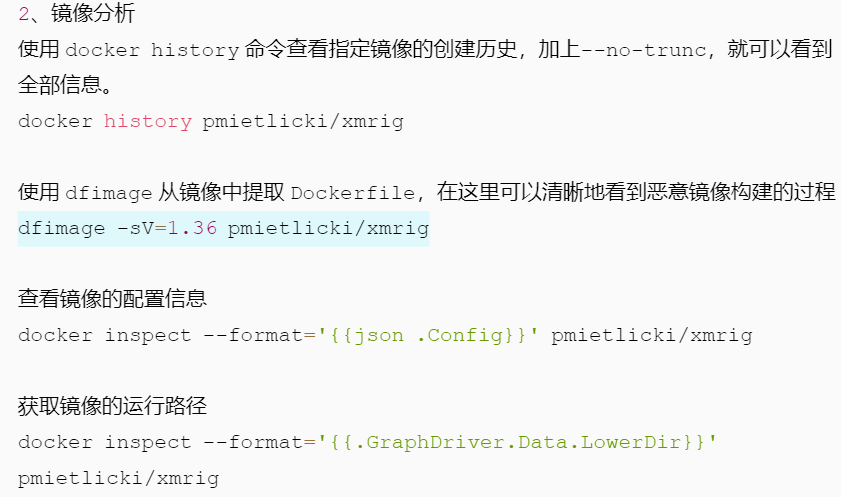 2、镜像分析
使用 docker history 命令查看指定镜像的创建历史，加上--no-trunc，就可以看到
全部信息。
docker history pmietlicki/xmrig
使用 dfimage 从镜像中提取 Dockerfile，在这里可以清晰地看到恶意镜像构建的过程
dfimage -sV=1.36 pmietlicki/xmrig
查看镜像的配置信息
docker inspect --format='{{json .Config}}' pmietlicki/xmrig
获取镜像的运行路径
docker inspect --format='{{.GraphDriver.Data.LowerDir}}'
pmietlicki/xmrig